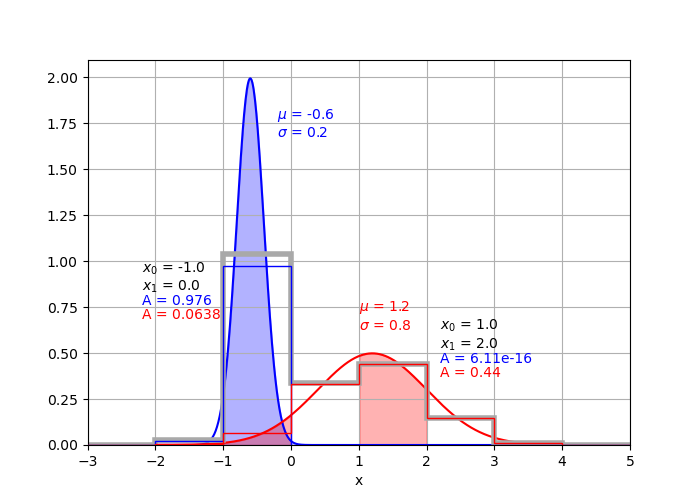 2.00
1.75
1.50
1.25
1.00
0.75
0.50
0.25
0.00
μ = -0.6
σ = 0.2
x₀ = -1.0
x₁ = 0.0
A = 0.976
A = 0.0638
μ = 1.2
σ = 0.8
x₀ = 1.0
x₁ = 2.0
A = 6.11e-16
A = 0.44
−3 −2 −1 0 1 2 3 4 5
x